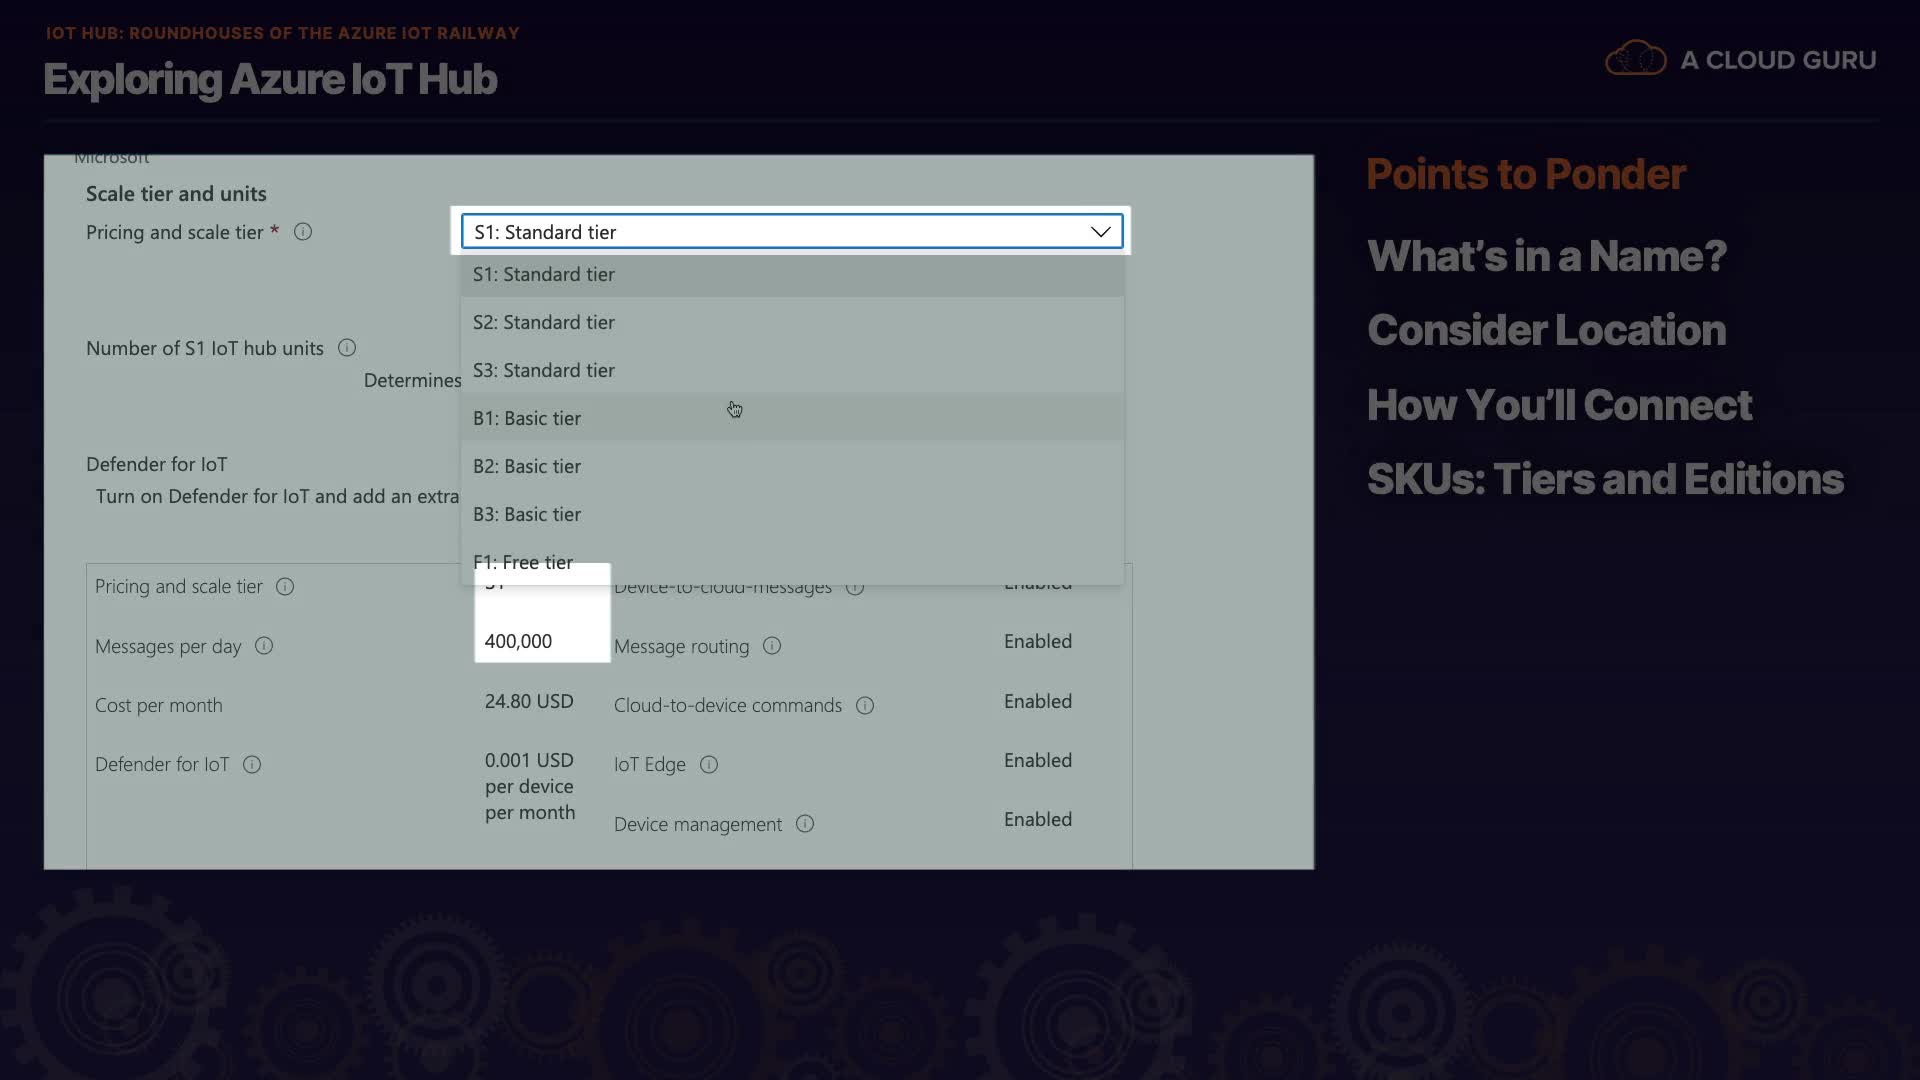 IOT HUB: ROUNDHOUSES OF THE AZURE IOT RAILWAY
Exploring Azure IoT Hub
A CLOUD GURU
Microsoft
Scale tier and units
Pricing and scale tier *
S1: Standard tier
S1: Standard tier
S2: Standard tier
S3: Standard tier
B1: Basic tier
B2: Basic tier
B3: Basic tier
F1: Free tier
Number of S1 IoT hub units
Determines
Defender for IoT
Turn on Defender for IoT and add an extra
Pricing and scale tier
S1
Device-to-cloud-messages
Enabled
Messages per day
400,000
Message routing
Enabled
Cost per month
24.80 USD
Cloud-to-device commands
Enabled
Defender for IoT
0.001 USD
per device
per month
IoT Edge
Enabled
Device management
Enabled
Points to Ponder
What's in a Name?
Consider Location
How You'll Connect
SKUs: Tiers and Editions